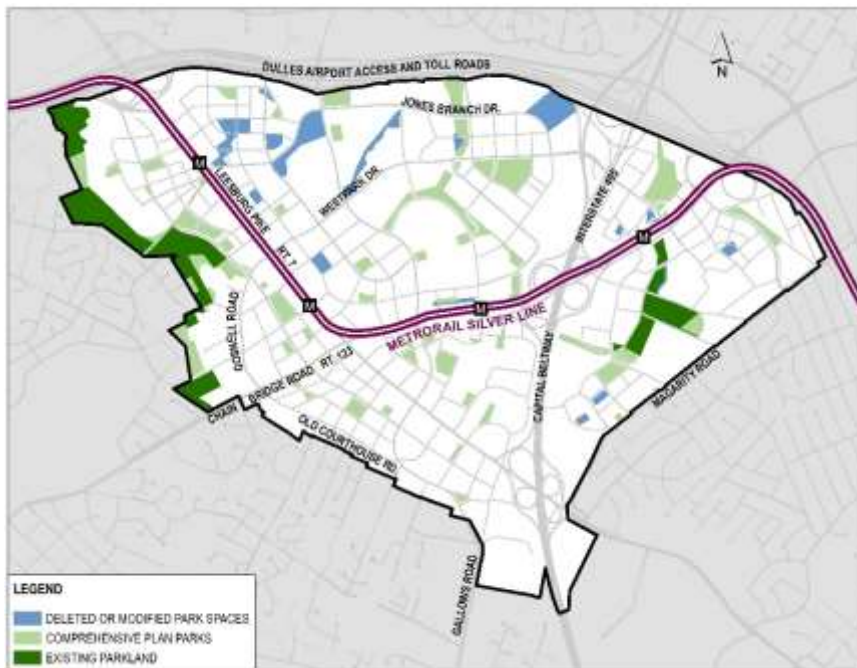 DULLES AIRPORT ACCESS AND TOLL ROADS
N
JONES BRANCH DR.
M
LEESBURG PIKE
RT. 7
WESTPARK DR.
INTERSTATE 495
M
M
M
METRORAIL SILVER LINE
GOSNELL ROAD
CHAIN BRIDGE ROAD RT. 123
CAPITAL BELTWAY
MAGARITY ROAD
OLD COURTHOUSE RD.
GALLOWS ROAD
LEGEND
DELETED OR MODIFIED PARK SPACES
COMPREHENSIVE PLAN PARKS
EXISTING PARKLAND